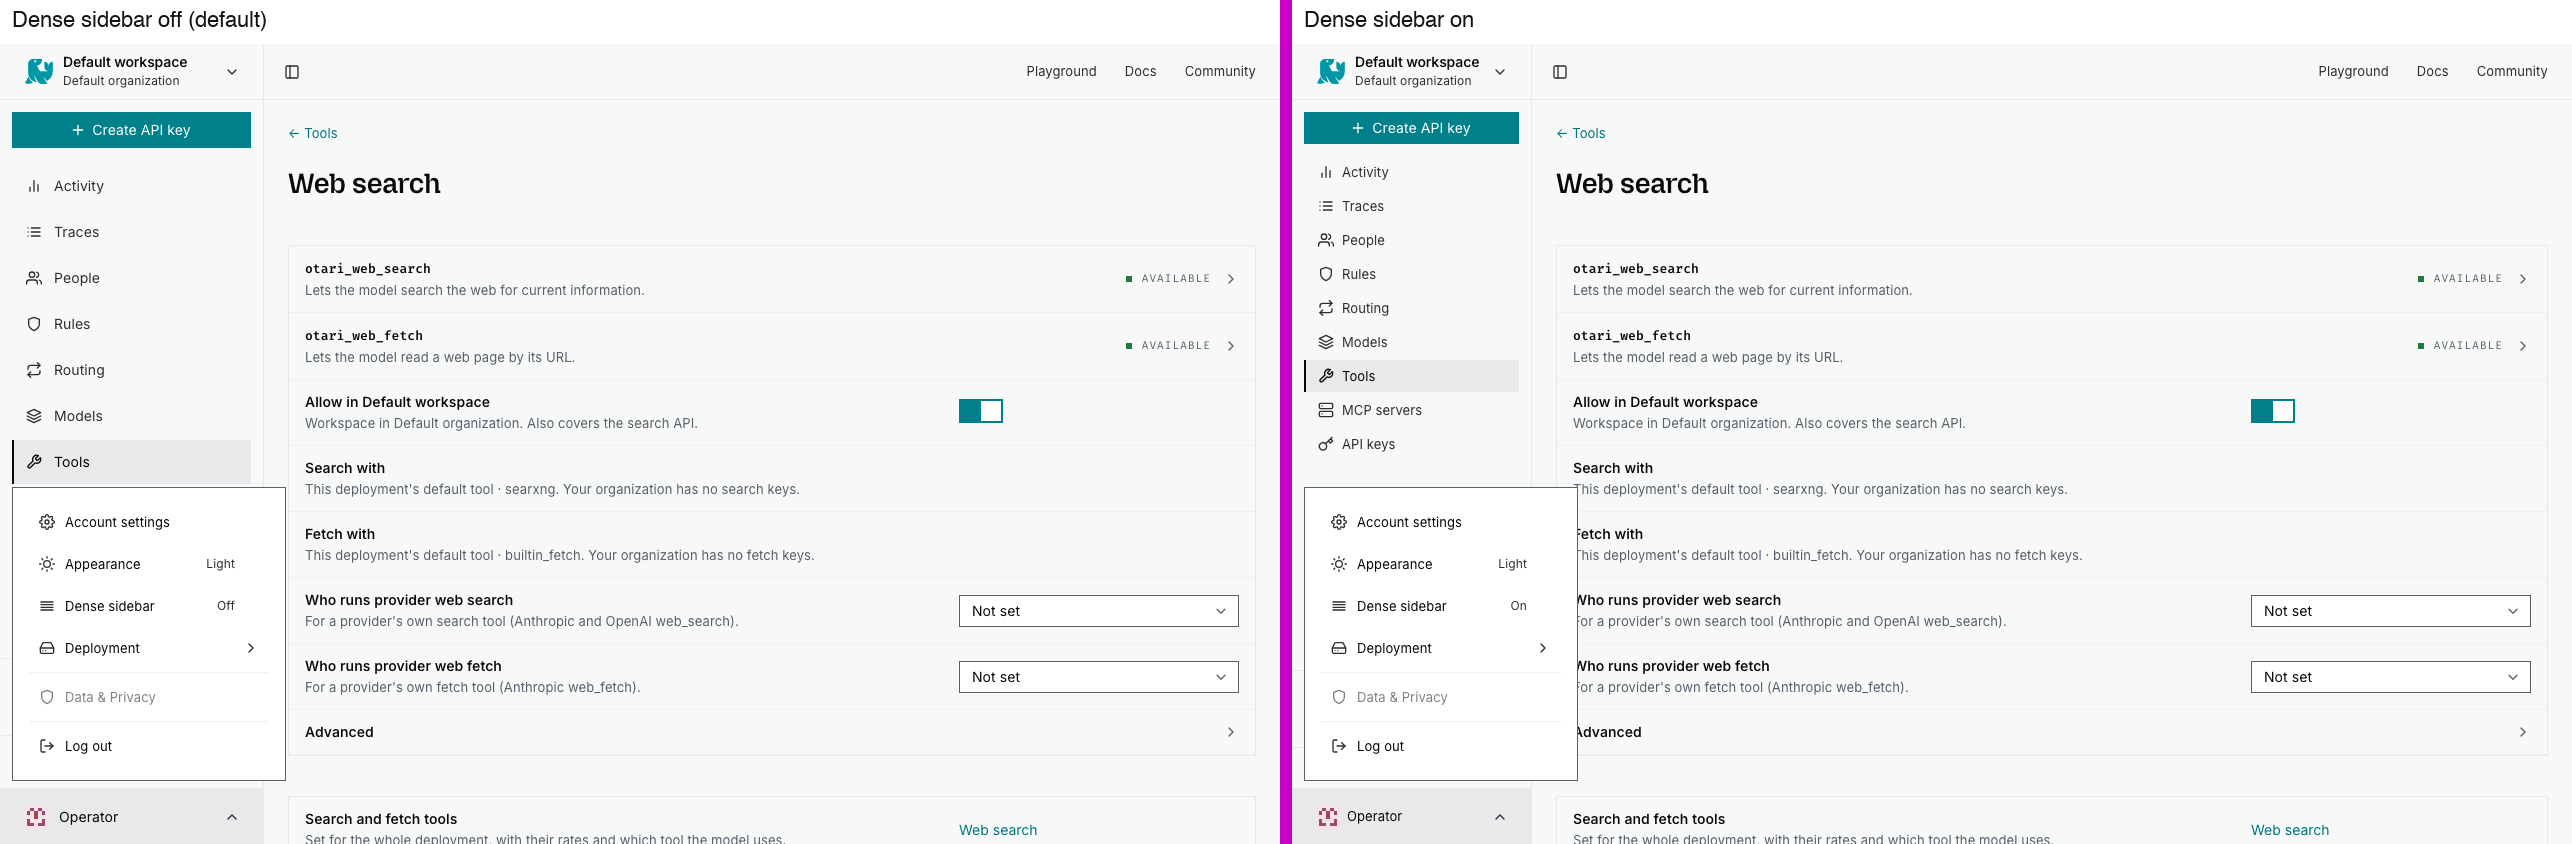 Dense sidebar off (default)
Default workspace
Default organization
Playground
Docs
Community
Create API key
Activity
Traces
People
Rules
Routing
Models
Tools
Account settings
Appearance
Light
Dense sidebar
Off
Deployment
Data & Privacy
Log out
Operator
← Tools
Web search
otari_web_search
Lets the model search the web for current information.
AVAILABLE
otari_web_fetch
Lets the model read a web page by its URL.
AVAILABLE
Allow in Default workspace
Workspace in Default organization. Also covers the search API.
Search with
This deployment's default tool · searxng. Your organization has no search keys.
Fetch with
This deployment's default tool · builtin_fetch. Your organization has no fetch keys.
Who runs provider web search
For a provider's own search tool (Anthropic and OpenAI web_search).
Not set
Who runs provider web fetch
For a provider's own fetch tool (Anthropic web_fetch).
Not set
Advanced
Search and fetch tools
Set for the whole deployment, with their rates and which tool the model uses.
Web search
Dense sidebar on
Default workspace
Default organization
Playground
Docs
Community
Create API key
Activity
Traces
People
Rules
Routing
Models
Tools
MCP servers
API keys
Account settings
Appearance
Light
Dense sidebar
On
Deployment
Data & Privacy
Log out
Operator
← Tools
Web search
otari_web_search
Lets the model search the web for current information.
AVAILABLE
otari_web_fetch
Lets the model read a web page by its URL.
AVAILABLE
Allow in Default workspace
Workspace in Default organization. Also covers the search API.
Search with
This deployment's default tool · searxng. Your organization has no search keys.
Fetch with
This deployment's default tool · builtin_fetch. Your organization has no fetch keys.
Who runs provider web search
For a provider's own search tool (Anthropic and OpenAI web_search).
Not set
Who runs provider web fetch
For a provider's own fetch tool (Anthropic web_fetch).
Not set
Advanced
Search and fetch tools
Set for the whole deployment, with their rates and which tool the model uses.
Web search